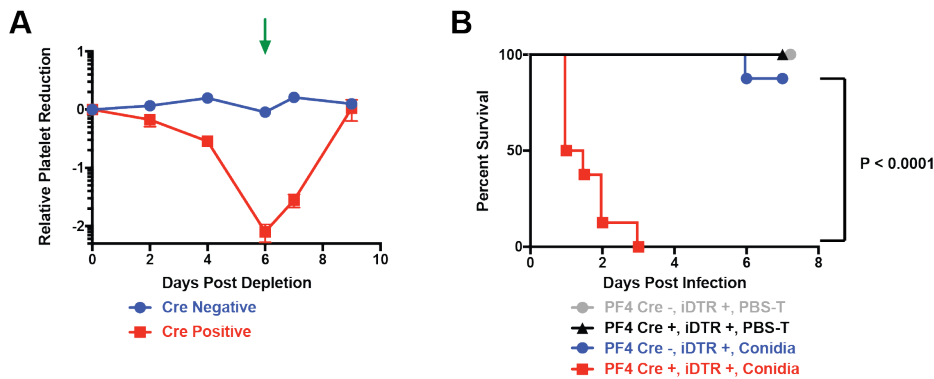 A
Relative Platelet Reduction
1
0
-1
-2
0 2 4 6 8 10
Days Post Depletion
Cre Negative
Cre Positive
B
Percent Survival
100
50
0
0 2 4 6 8
Days Post Infection
P < 0.0001
PF4 Cre -, iDTR +, PBS-T
PF4 Cre +, iDTR +, PBS-T
PF4 Cre -, iDTR +, Conidia
PF4 Cre +, iDTR +, Conidia